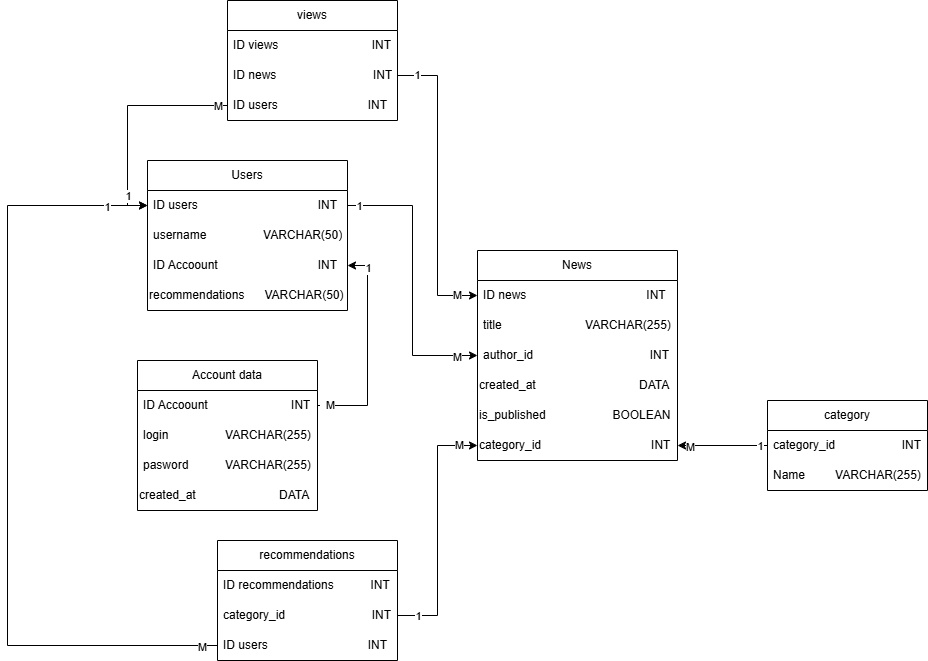 views
ID views INT
ID news INT
ID users INT
1
M
1
Users
ID users INT
username VARCHAR(50)
ID Accoount INT
recommendations VARCHAR(50)
1
1
1
Account data
ID Accoount INT
login VARCHAR(255)
pasword VARCHAR(255)
created_at DATA
M
News
ID news INT
title VARCHAR(255)
author_id INT
created_at DATA
is_published BOOLEAN
category_id INT
M
M
M
M
1
category
category_id INT
Name VARCHAR(255)
recommendations
ID recommendations INT
category_id INT
ID users INT
1
M